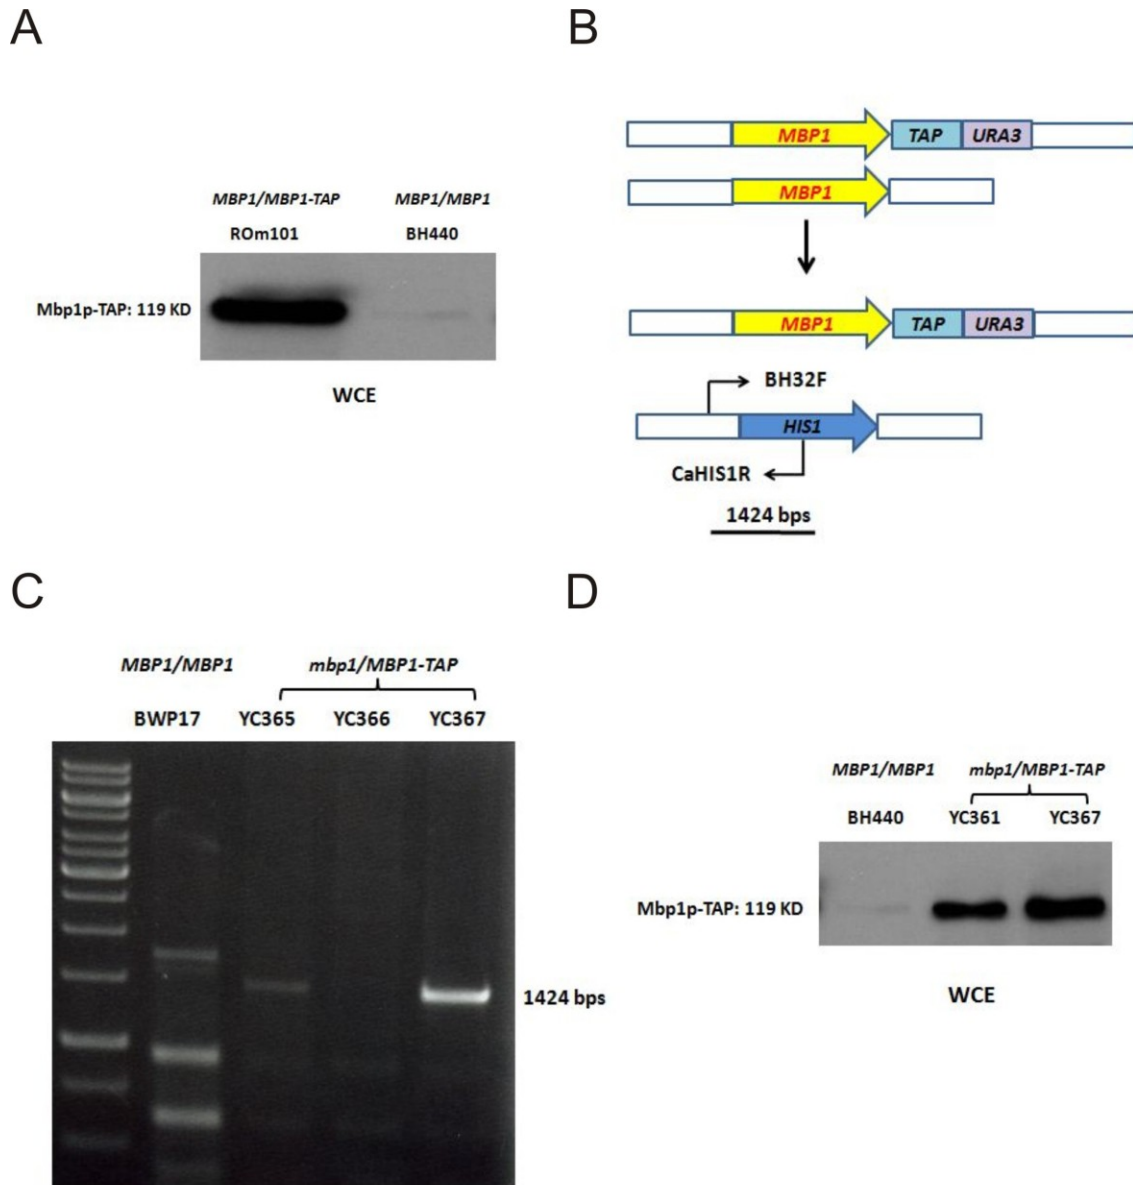 A
MBP1/MBP1-TAP MBP1/MBP1
ROm101 BH440
Mbp1p-TAP: 119 KD
WCE
B
MBP1 TAP URA3
MBP1
MBP1 TAP URA3
BH32F
HIS1
CaHIS1R
1424 bps
C
MBP1/MBP1 mbp1/MBP1-TAP
BWP17 YC365 YC366 YC367
1424 bps
D
MBP1/MBP1 mbp1/MBP1-TAP
BH440 YC361 YC367
Mbp1p-TAP: 119 KD
WCE